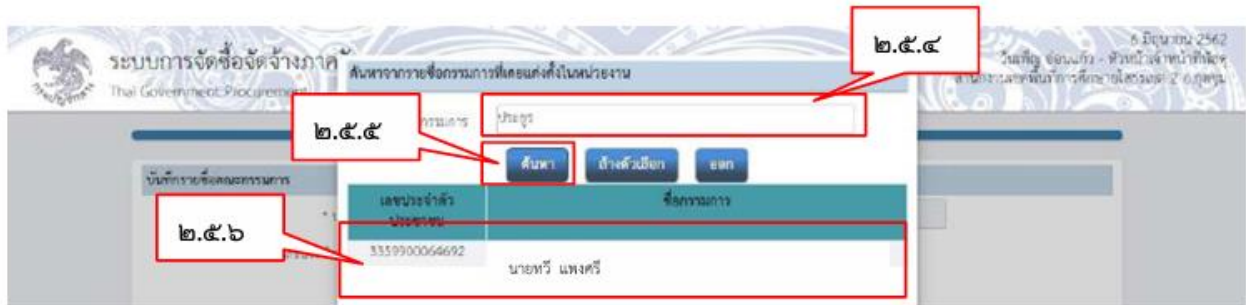 ๒.๕.๔
6 มิถุนายน 2562
ระบบการจัดซื้อจัดจ้างภาค
ค้นหาจากรายชื่อกรรมการที่เคยแต่งตั้งในหน่วยงาน
Thai Government Procurement
๒.๕.๕
กรรมการ
ประฎร
ค้นหา
ล้างตัวเลือก
ออก
บันทึกรายชื่อคณะกรรมการ
เลขประจำตัว
ประชาชน
ชื่อกรรมการ
๒.๕.๖
3359900064692
นายทวี แพงศรี